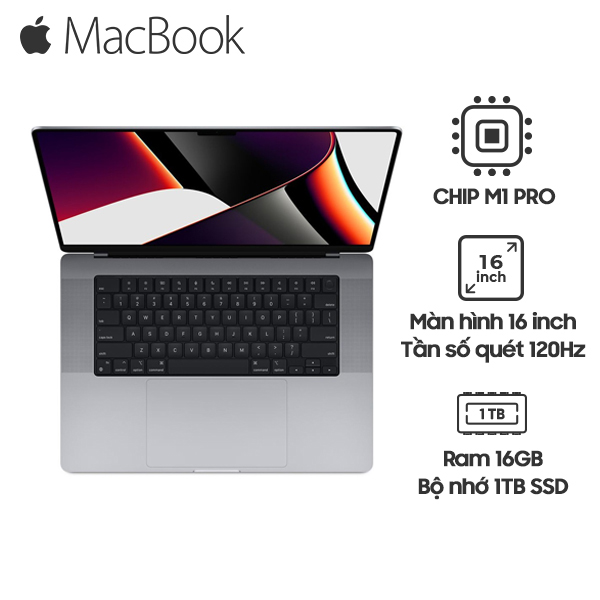 MacBook
CHIP M1 PRO
16
inch
Màn hình 16 inch
Tần số quét 120Hz
1 TB
Ram 16GB
Bộ nhớ 1TB SSD